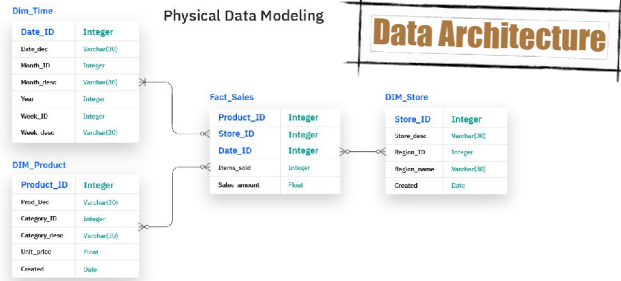 Physical Data Modeling
Data Architecture
Dim_Time
Date_ID Integer
Date_dec Varchar(30)
Month_ID Integer
Month_desc Varchar(30)
Year Integer
Week_ID Integer
Week_desc Varchar(30)
Fact_Sales
Product_ID Integer
Store_ID Integer
Date_ID Integer
Items_sold Integer
Sales_amount Float
DIM_Store
Store_ID Integer
Store_desc Varchar(30)
Region_ID Integer
Region_name Varchar(30)
Created Date
DIM_Product
Product_ID Integer
Prod_Dec Varchar(30)
Category_ID Integer
Category_desc Varchar(30)
Unit_price Float
Created Date